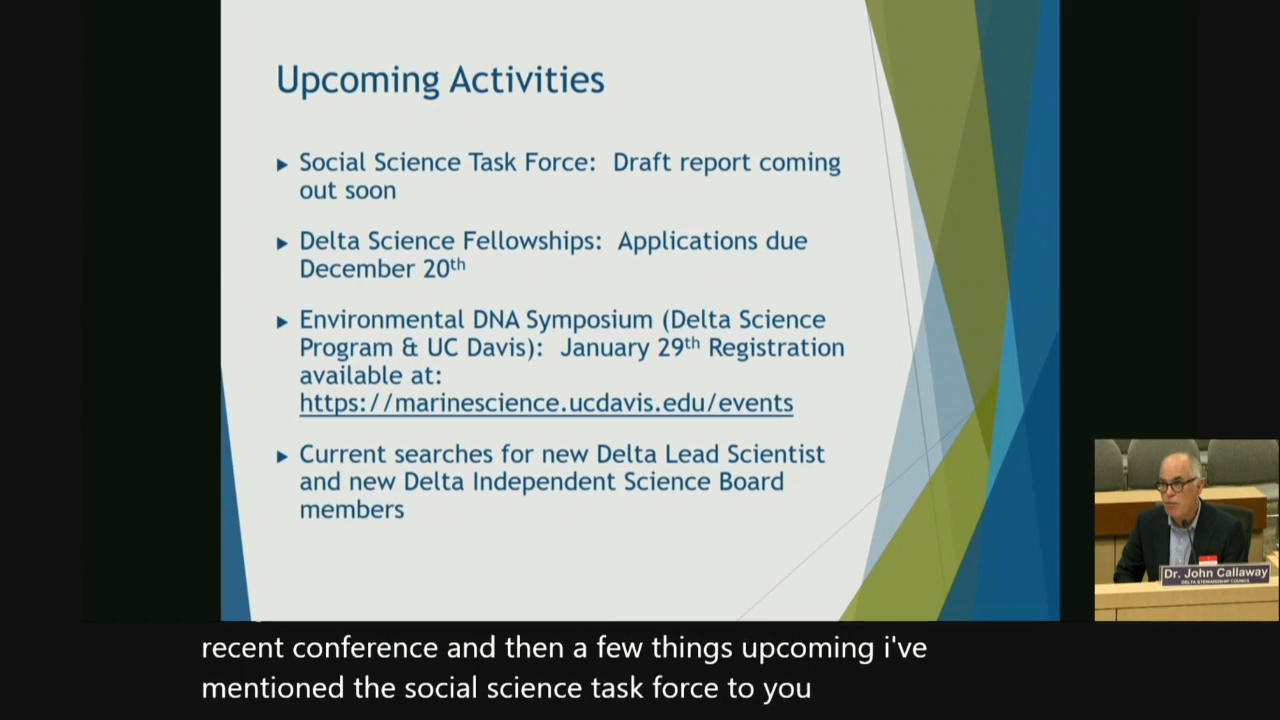 Upcoming Activities
Social Science Task Force: Draft report coming
out soon
Delta Science Fellowships: Applications due
December 20th
Environmental DNA Symposium (Delta Science
Program & UC Davis): January 29th Registration
available at:
https://marinescience.ucdavis.edu/events
Current searches for new Delta Lead Scientist
and new Delta Independent Science Board
members
Dr. John Callaway
DELTA STEWARDSHIP COUNCIL
recent conference and then a few things upcoming i've
mentioned the social science task force to you